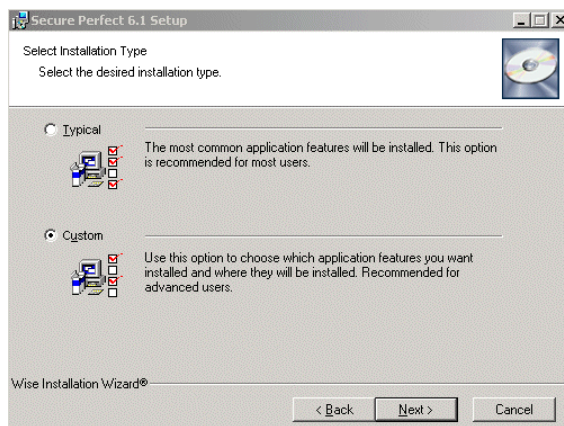 Secure Perfect 6.1 Setup
Select Installation Type
Select the desired installation type.
Typical
The most common application features will be installed. This option
is recommended for most users.
Custom
Use this option to choose which application features you want
installed and where they will be installed. Recommended for
advanced users.
Wise Installation Wizard®
< Back
Next >
Cancel